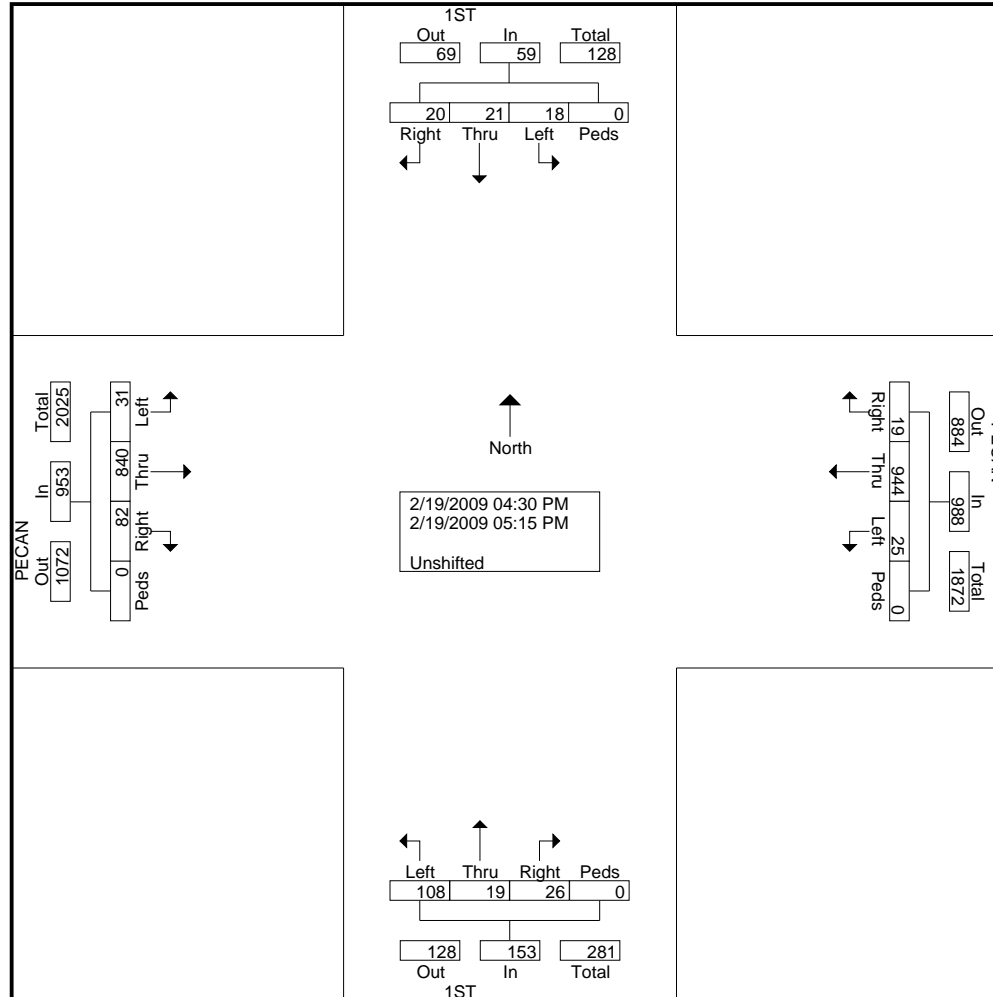 1ST
Out In Total
69 59 128
20 21 18 0
Right Thru Left Peds
North
2/19/2009 04:30 PM
2/19/2009 05:15 PM
Unshifted
PECAN
Out In Total
1072 953 2025
31 840 82 0
Left Thru Right Peds
Out In Total
884 988 1872
19 944 25 0
Right Thru Left Peds
Left Thru Right Peds
108 19 26 0
128 153 281
Out In Total
1ST